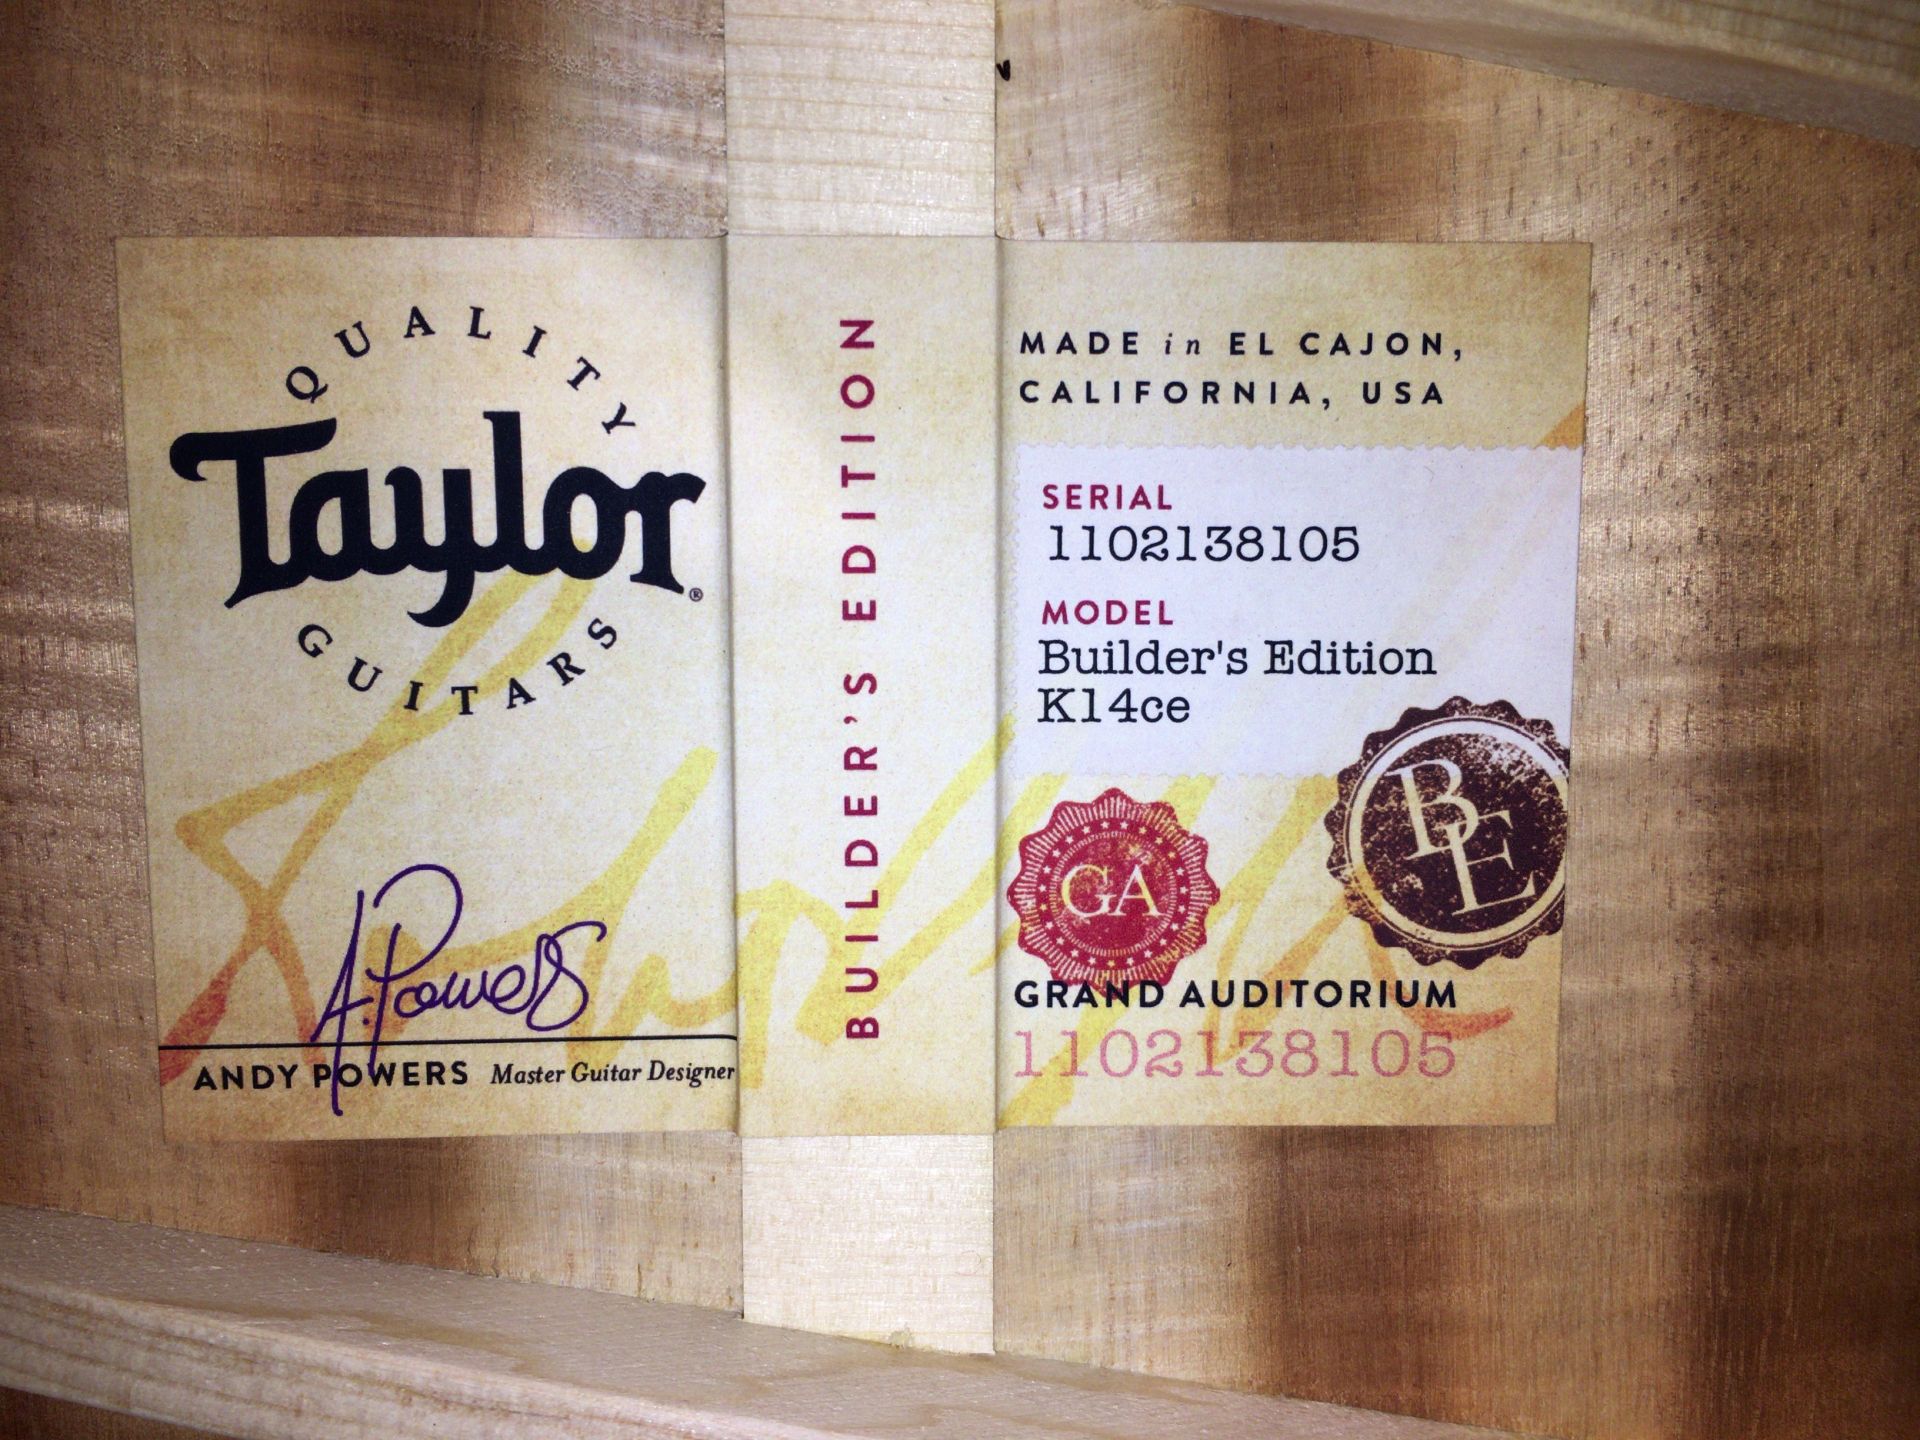 QUALITY
Taylor®
GUITARS
A. Powers
ANDY POWERS Master Guitar Designer
BUILDER'S EDITION
MADE in EL CAJON,
CALIFORNIA, USA
SERIAL
1102138105
MODEL
Builder's Edition
K14ce
BE
GA
GRAND AUDITORIUM
1102138105